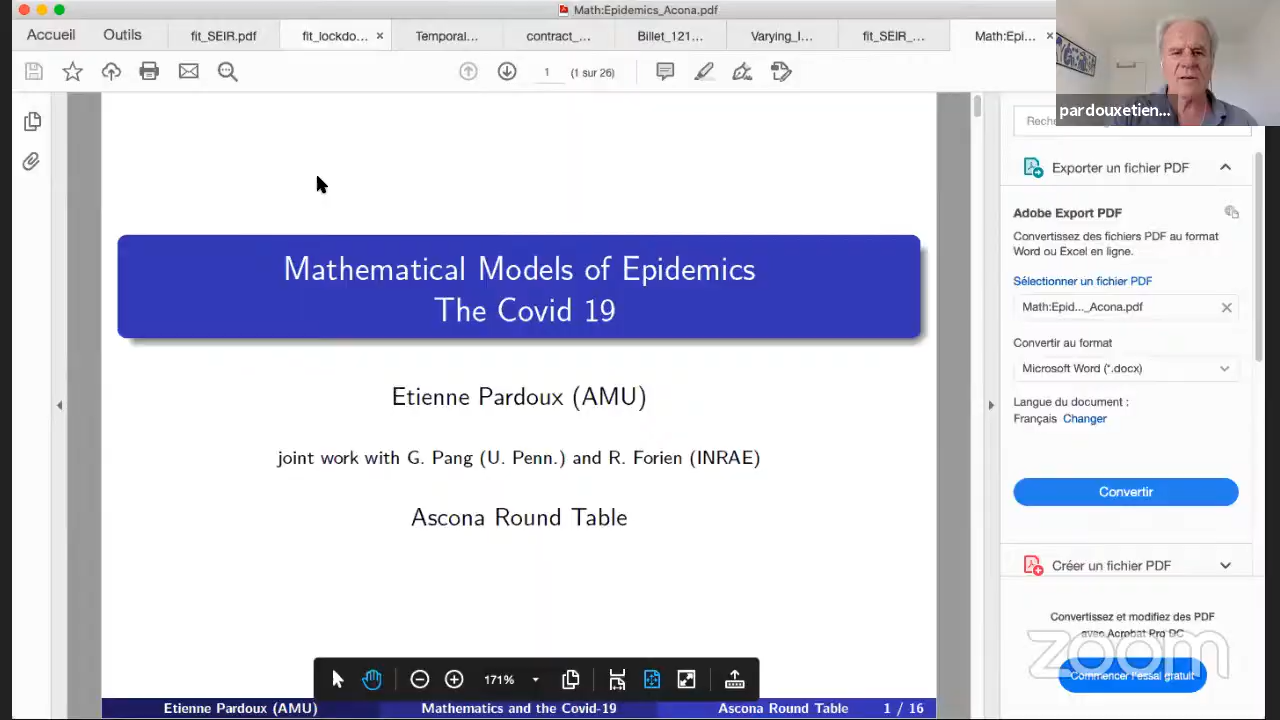 Math:Epidemics_Acona.pdf
Accueil
Outils
fit_SEIR.pdf
fit_lockdo...
Temporal...
contract_...
Billet_121...
Varying_I...
fit_SEIR_...
Math:Epi...
1
(1 sur 26)
pardouxetien...
Exporter un fichier PDF
Adobe Export PDF
Convertissez des fichiers PDF au format
Word ou Excel en ligne.
Sélectionner un fichier PDF
Math:Epid..._Acona.pdf
Convertir au format
Microsoft Word (*.docx)
Langue du document :
Français Changer
Convertir
Créer un fichier PDF
Convertissez et modifiez des PDF
avec Acrobat Pro DC
Commencer l'essai gratuit
zoom
Mathematical Models of Epidemics
The Covid 19
Etienne Pardoux (AMU)
joint work with G. Pang (U. Penn.) and R. Forien (INRAE)
Ascona Round Table
171%
Etienne Pardoux (AMU)
Mathematics and the Covid-19
Ascona Round Table
1 / 16